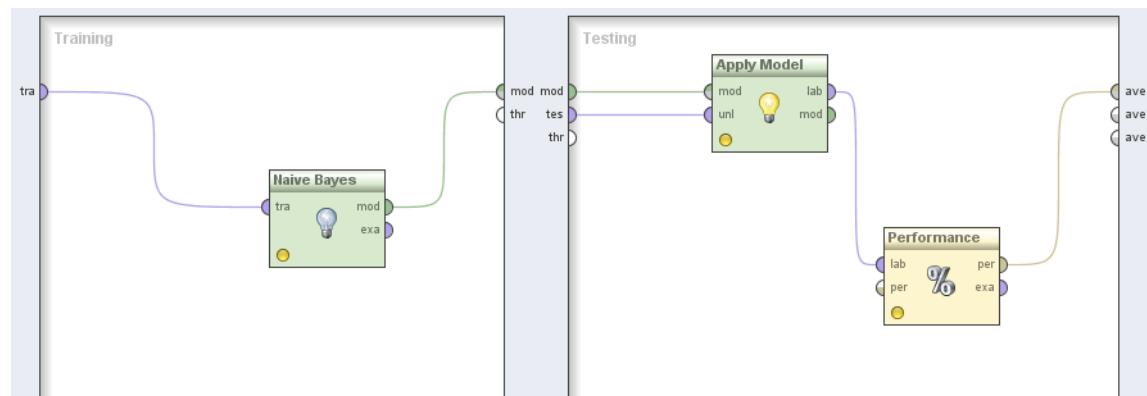 Training
tra
mod
thr
Naive Bayes
tra mod
exa
Testing
mod
tes
thr
Apply Model
mod lab
unl mod
Performance
lab per
per exa
%
ave
ave
ave